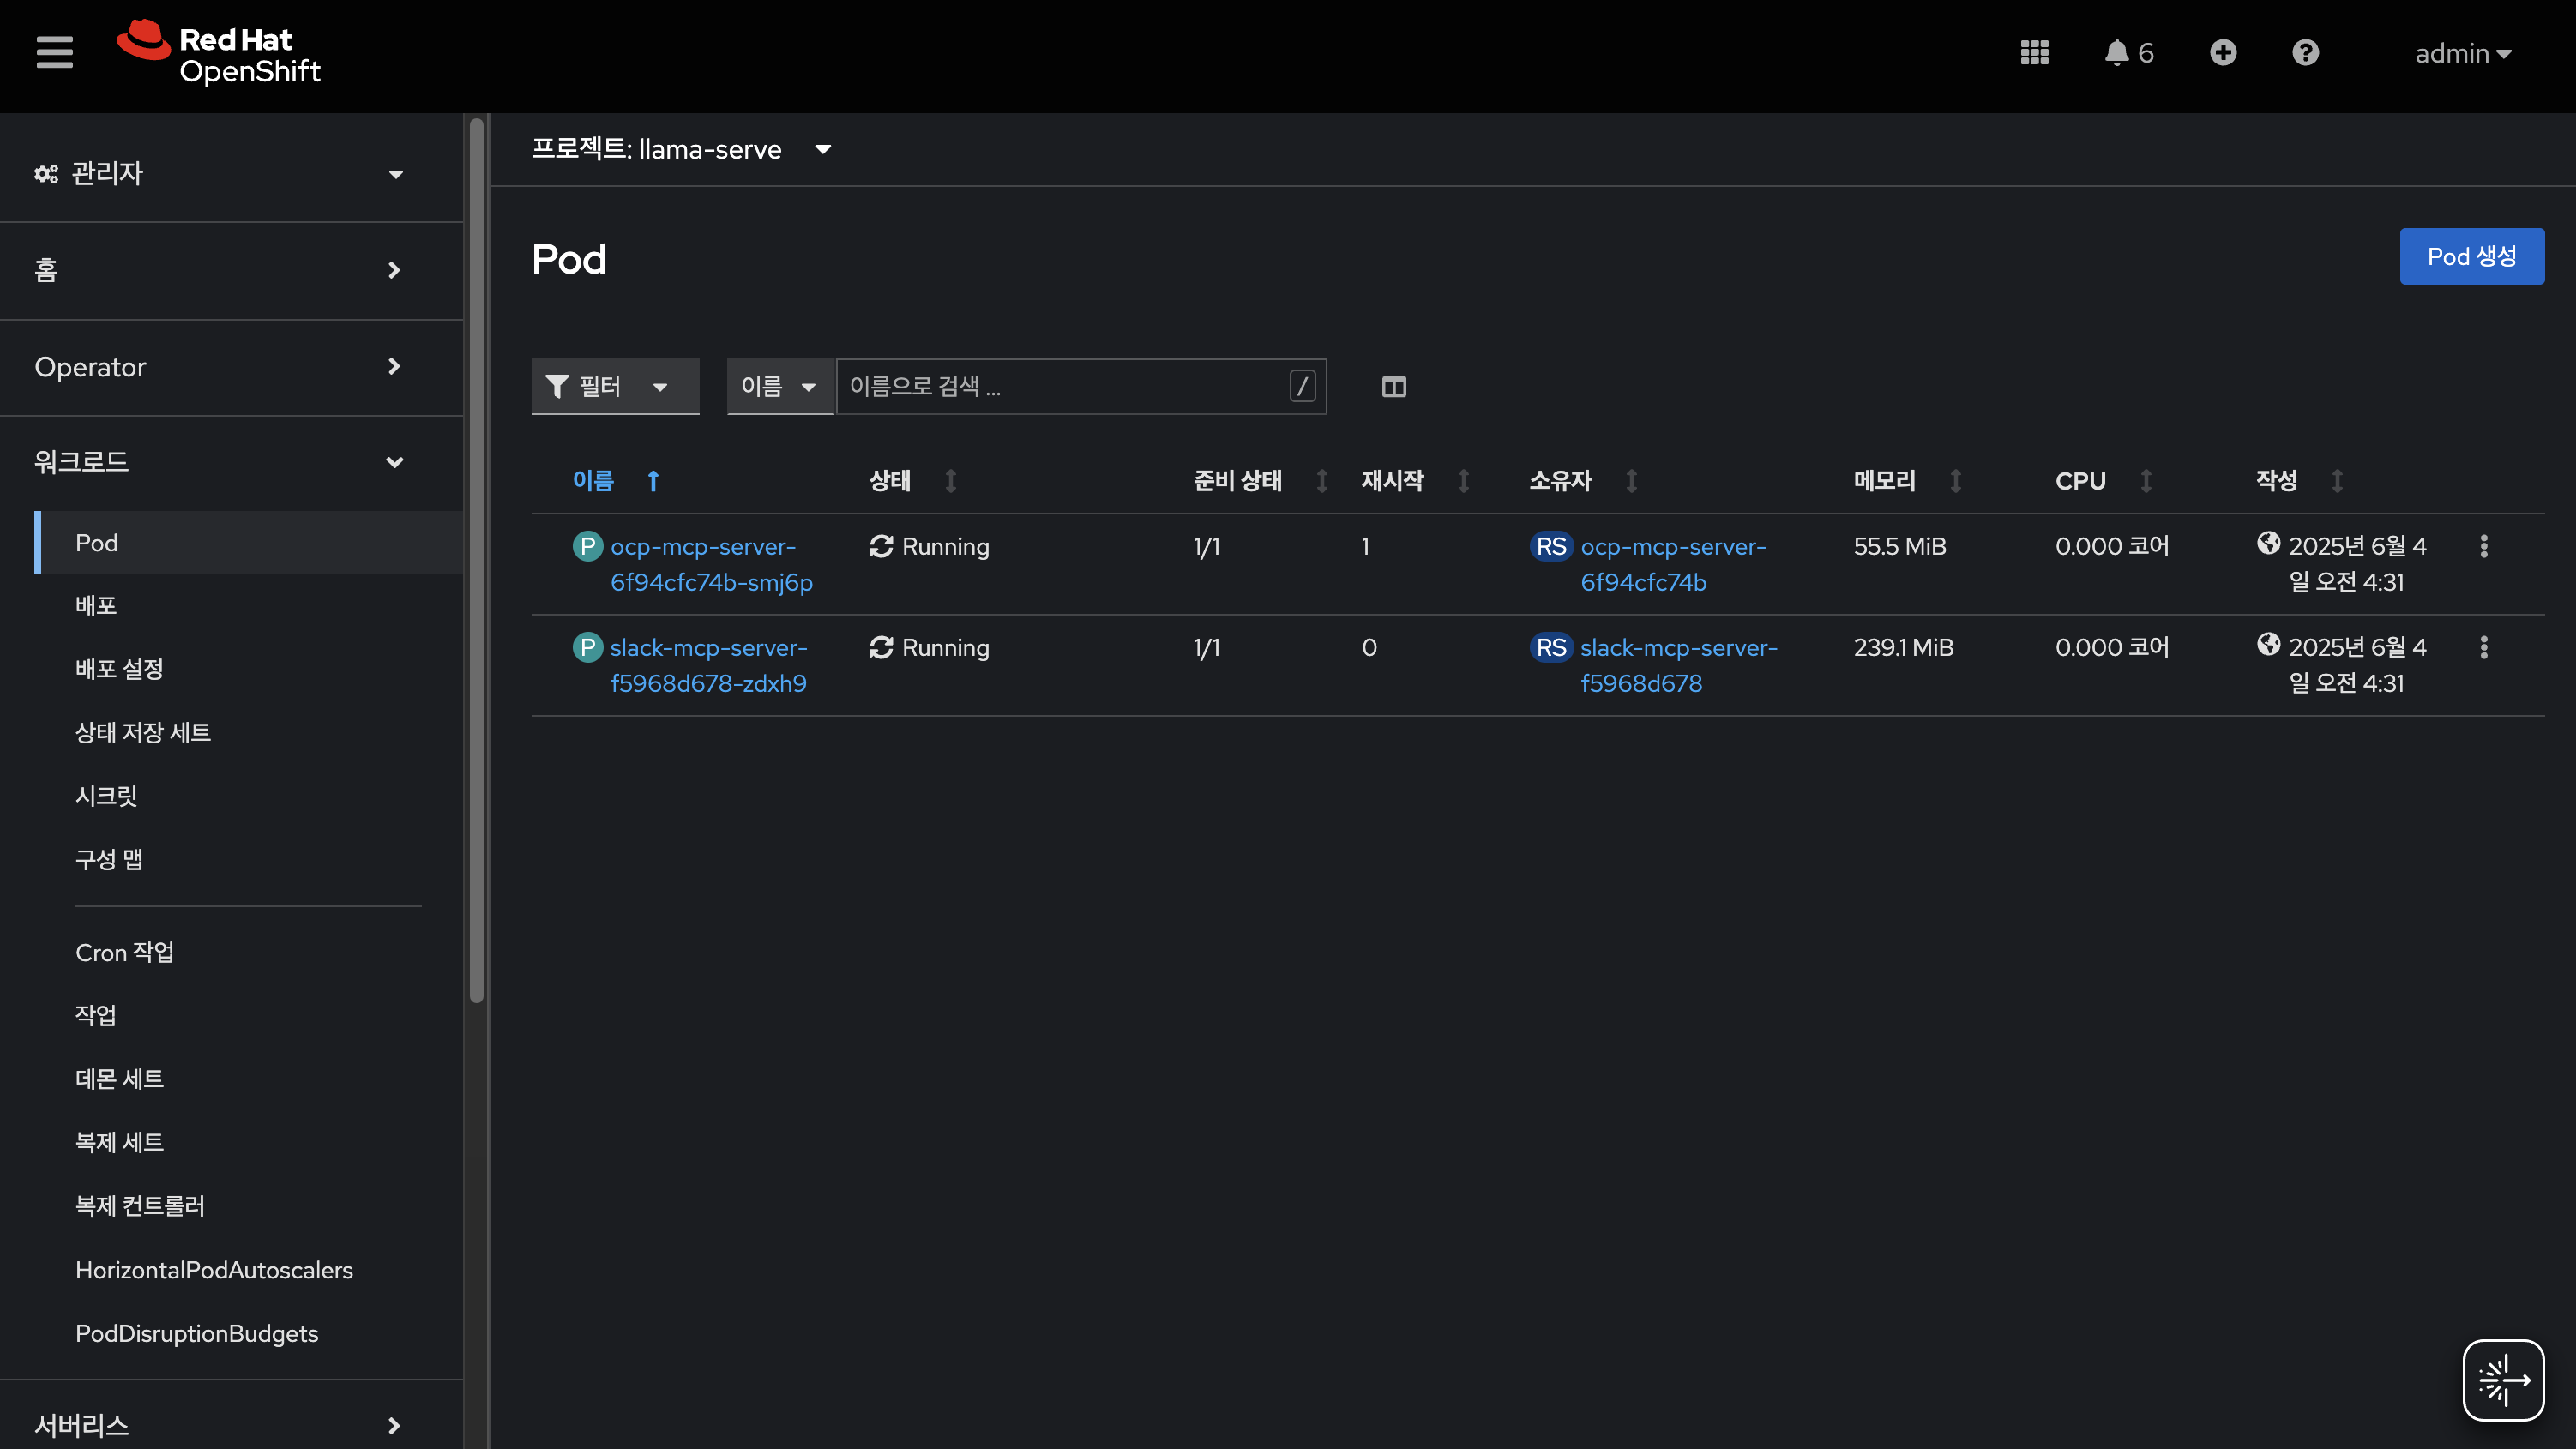 Red Hat
OpenShift
6
admin
관리자
홈
Operator
워크로드
Pod
배포
배포 설정
상태 저장 세트
시크릿
구성 맵
Cron 작업
작업
데몬 세트
복제 세트
복제 컨트롤러
HorizontalPodAutoscalers
PodDisruptionBudgets
서버리스
프로젝트: llama-serve
Pod
Pod 생성
필터
이름
이름으로 검색 ...
/
이름 상태 준비 상태 재시작 소유자 메모리 CPU 작성
P ocp-mcp-server- Running 1/1 1 RS ocp-mcp-server- 55.5 MiB 0.000 코어 2025년 6월 4
6f94cfc74b-smj6p 6f94cfc74b 일 오전 4:31
P slack-mcp-server- Running 1/1 0 RS slack-mcp-server- 239.1 MiB 0.000 코어 2025년 6월 4
f5968d678-zdxh9 f5968d678 일 오전 4:31